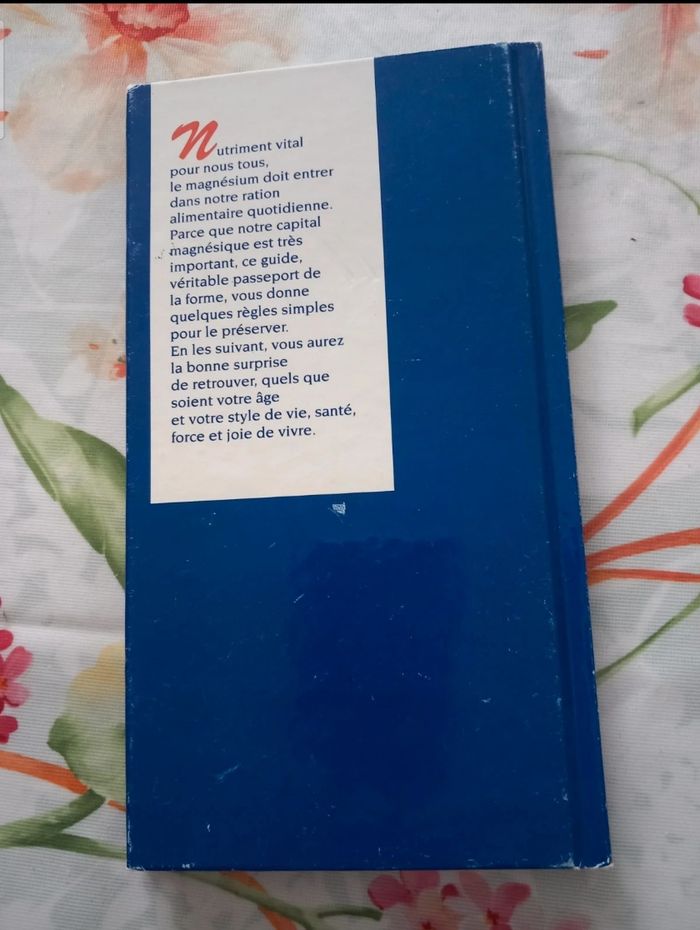 Nutriment vital
pour nous tous,
le magnésium doit entrer
dans notre ration
alimentaire quotidienne.
Parce que notre capital
magnésique est très
important, ce guide,
véritable passeport de
la forme, vous donne
quelques règles simples
pour le préserver.
En les suivant, vous aurez
la bonne surprise
de retrouver, quels que
soient votre âge
et votre style de vie, santé,
force et joie de vivre.